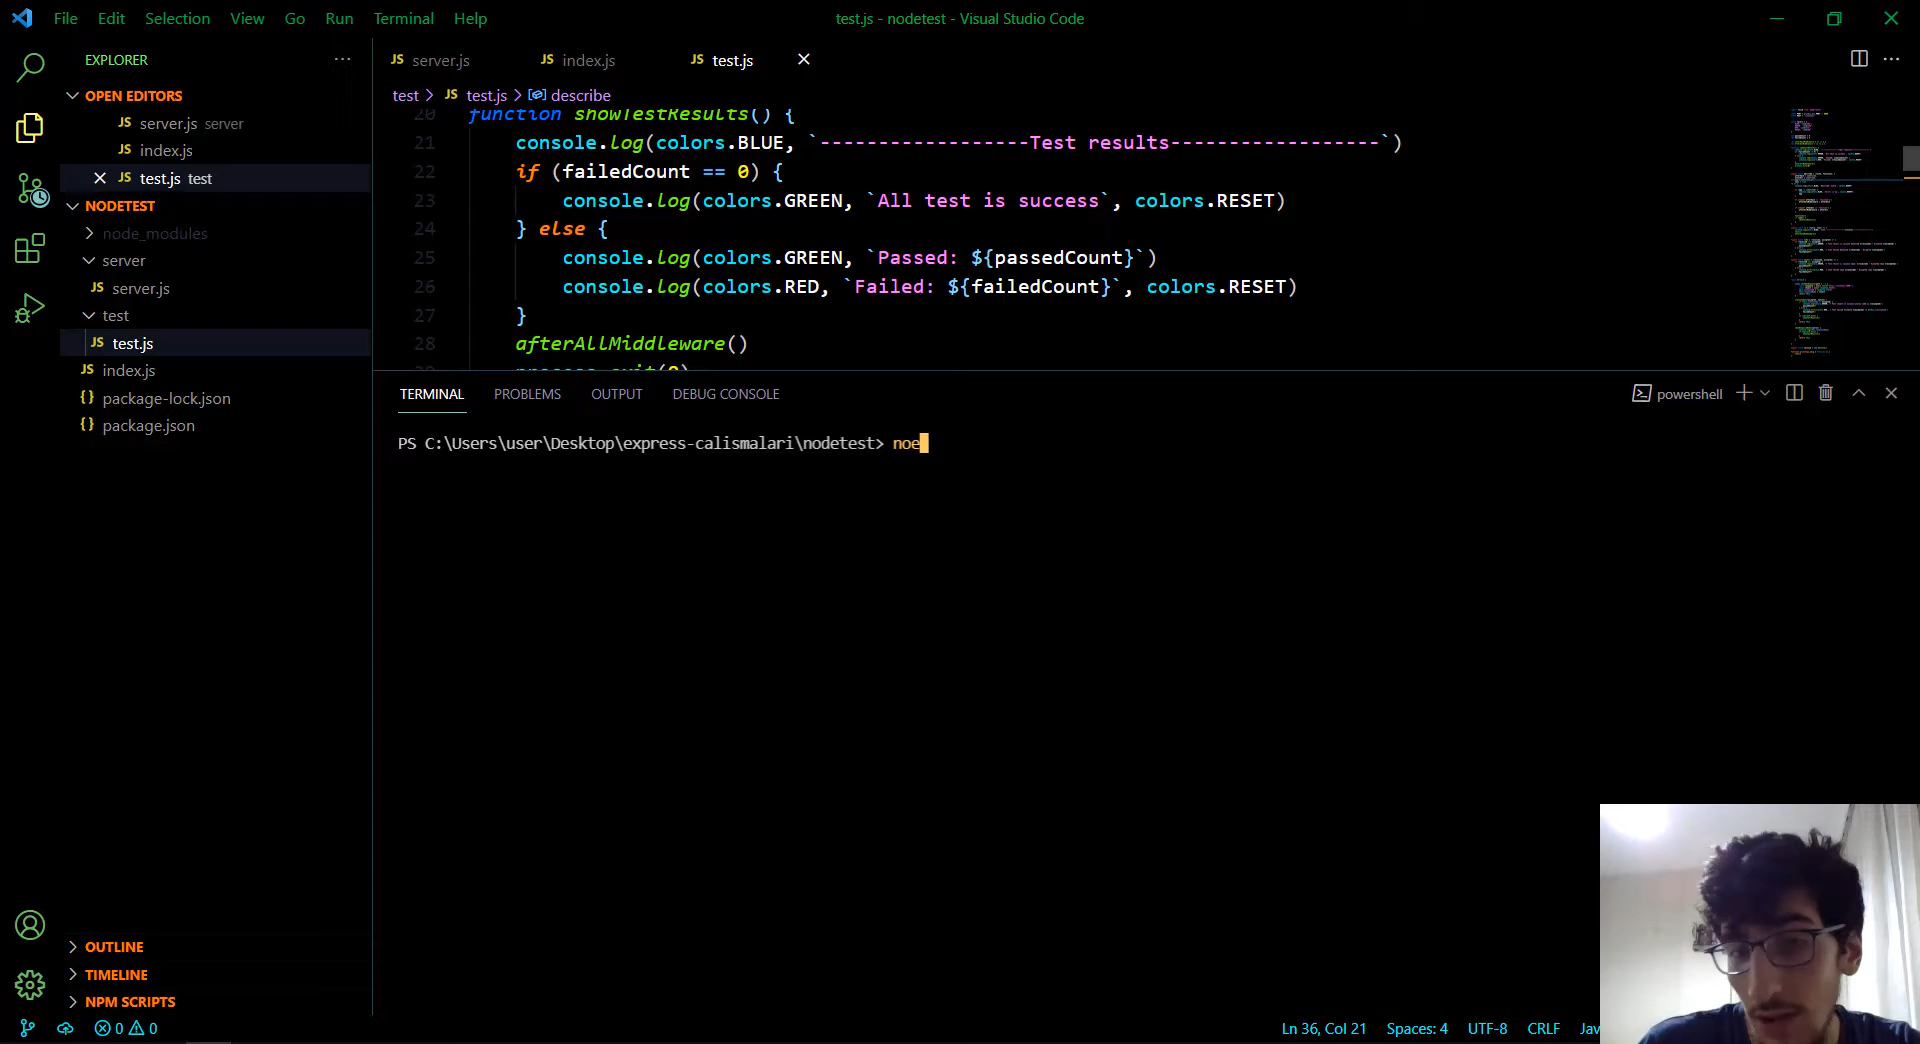 File Edit Selection View Go Run Terminal Help
test.js - nodetest - Visual Studio Code
EXPLORER
OPEN EDITORS
JS server.js server
JS index.js
JS test.js test
NODETEST
node_modules
server
JS server.js
test
JS test.js
JS index.js
{} package-lock.json
{} package.json
OUTLINE
TIMELINE
NPM SCRIPTS
JS server.js JS index.js JS test.js
test > JS test.js > describe
20 function showTestResults() {
21 console.log(colors.BLUE, `------------------Test results------------------`)
22 if (failedCount == 0) {
23 console.log(colors.GREEN, `All test is success`, colors.RESET)
24 } else {
25 console.log(colors.GREEN, `Passed: ${passedCount}`)
26 console.log(colors.RED, `Failed: ${failedCount}`, colors.RESET)
27 }
28 afterAllMiddleware()
TERMINAL PROBLEMS OUTPUT DEBUG CONSOLE
powershell
PS C:\Users\user\Desktop\express-calismalari\nodetest> noe
0 0
Ln 36, Col 21 Spaces: 4 UTF-8 CRLF Jav